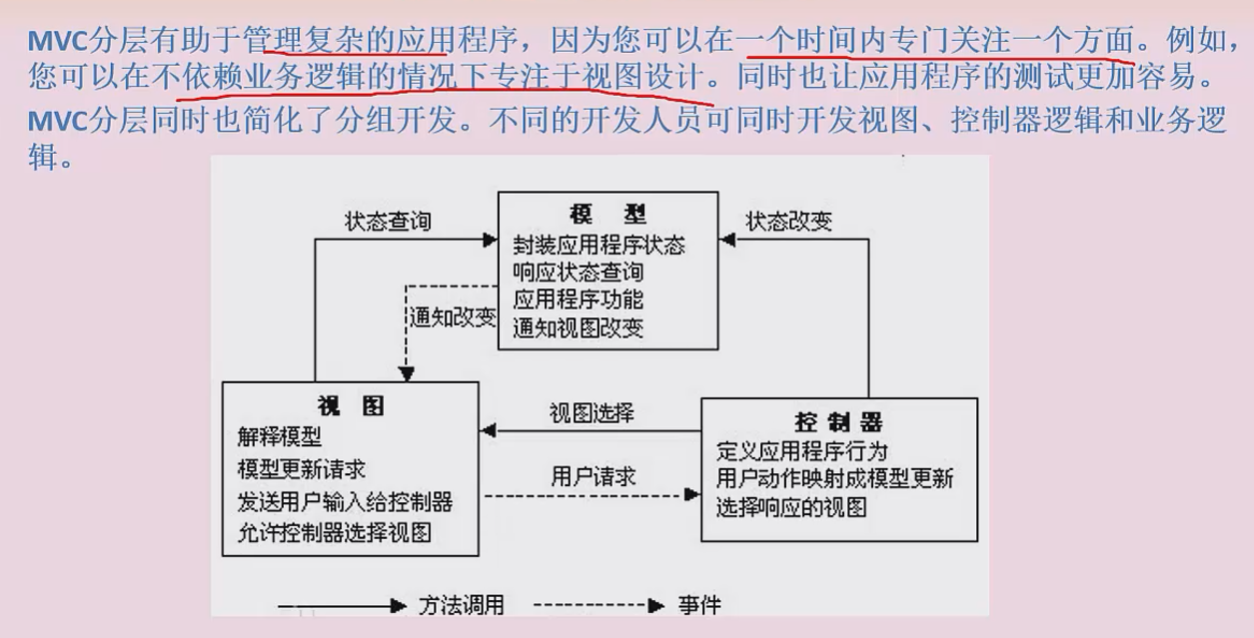 MVC分层有助于管理复杂的应用程序，因为您可以在一个时间内专门关注一个方面。例如，
您可以在不依赖业务逻辑的情况下专注于视图设计。同时也让应用程序的测试更加容易。
MVC分层同时也简化了分组开发。不同的开发人员可同时开发视图、控制器逻辑和业务逻
辑。
状态查询
模 型
状态改变
封装应用程序状态
响应状态查询
应用程序功能
通知视图改变
通知改变
视 图
解释模型
模型更新请求
发送用户输入给控制器
允许控制器选择视图
视图选择
用户请求
控 制 器
定义应用程序行为
用户动作映射成模型更新
选择响应的视图
方法调用
事件